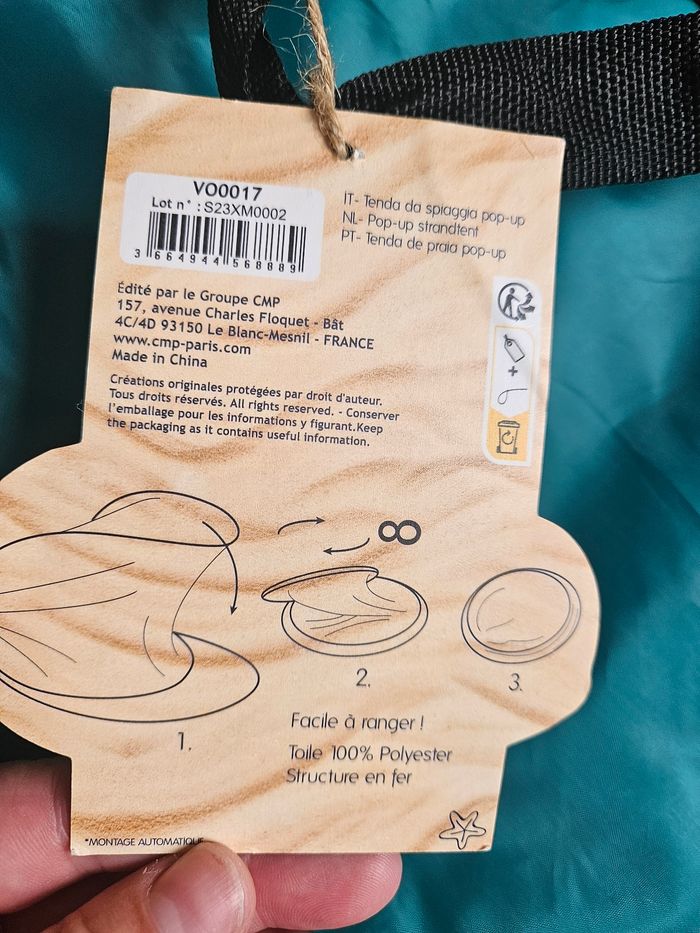 VO0017
Lot n° : S23XM0002
3 664944 568889
IT- Tenda da spiaggia pop-up
NL- Pop-up strandtent
PT- Tenda de praia pop-up
Édité par le Groupe CMP
157, avenue Charles Floquet - Bât
4C/4D 93150 Le Blanc-Mesnil - FRANCE
www.cmp-paris.com
Made in China
Créations originales protégées par droit d'auteur.
Tous droits réservés. All rights reserved. - Conserver
l'emballage pour les informations y figurant.Keep
the packaging as it contains useful information.
+
8
1.
2.
3.
Facile à ranger !
Toile 100% Polyester
Structure en fer
*MONTAGE AUTOMATIQUE